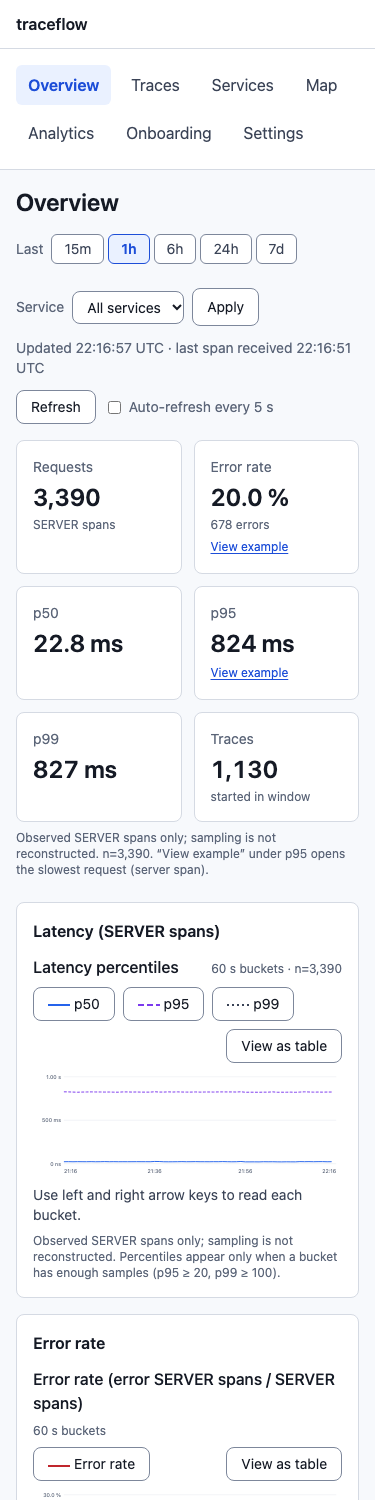 traceflow
Overview Traces Services Map
Analytics Onboarding Settings
Overview
Last 15m 1h 6h 24h 7d
Service All services Apply
Updated 22:16:57 UTC · last span received 22:16:51
UTC
Refresh Auto-refresh every 5 s
Requests
3,390
SERVER spans
Error rate
20.0 %
678 errors
View example
p50
22.8 ms
p95
824 ms
View example
p99
827 ms
Traces
1,130
started in window
Observed SERVER spans only; sampling is not
reconstructed. n=3,390. “View example” under p95 opens
the slowest request (server span).
Latency (SERVER spans)
Latency percentiles 60 s buckets · n=3,390
p50 p95 p99
View as table
1.00 s
500 ms
0 ns
21:16 21:36 21:56 22:16
Use left and right arrow keys to read each
bucket.
Observed SERVER spans only; sampling is not
reconstructed. Percentiles appear only when a bucket
has enough samples (p95 ≥ 20, p99 ≥ 100).
Error rate
Error rate (error SERVER spans / SERVER
spans)
60 s buckets
Error rate View as table
30.0 %